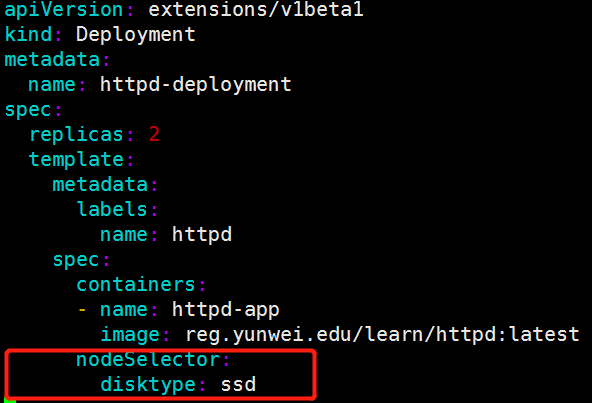 apiVersion: extensions/v1beta1
kind: Deployment
metadata:
  name: httpd-deployment
spec:
  replicas: 2
  template:
    metadata:
      labels:
        name: httpd
    spec:
      containers:
      - name: httpd-app
        image: reg.yunwei.edu/learn/httpd:latest
      nodeSelector:
        disktype: ssd